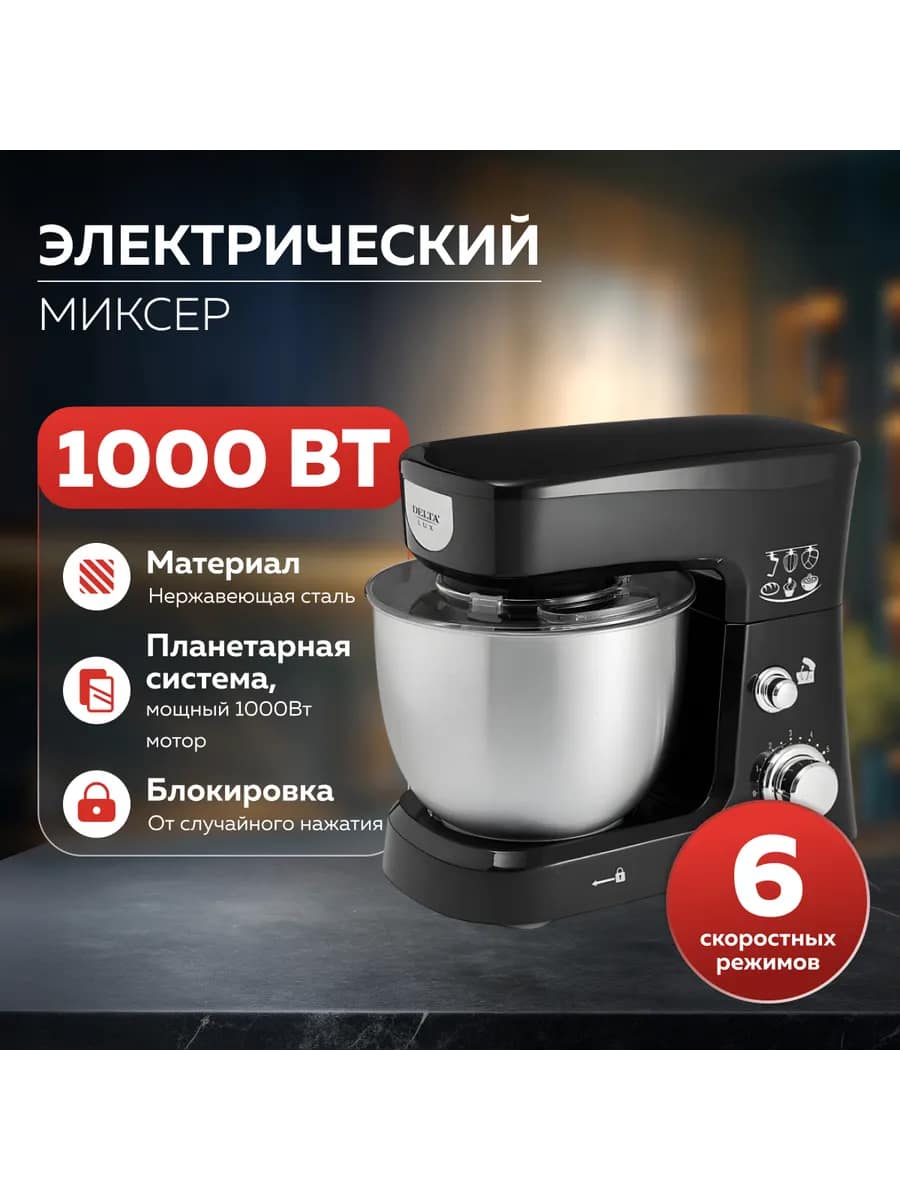 ЭЛЕКТРИЧЕСКИЙ
МИКСЕР
1000 ВТ
Материал
Нержавеющая сталь
Планетарная
система,
мощный 1000Вт
мотор
Блокировка
От случайного нажатия
DELTA
LUX
6
скоростных
режимов